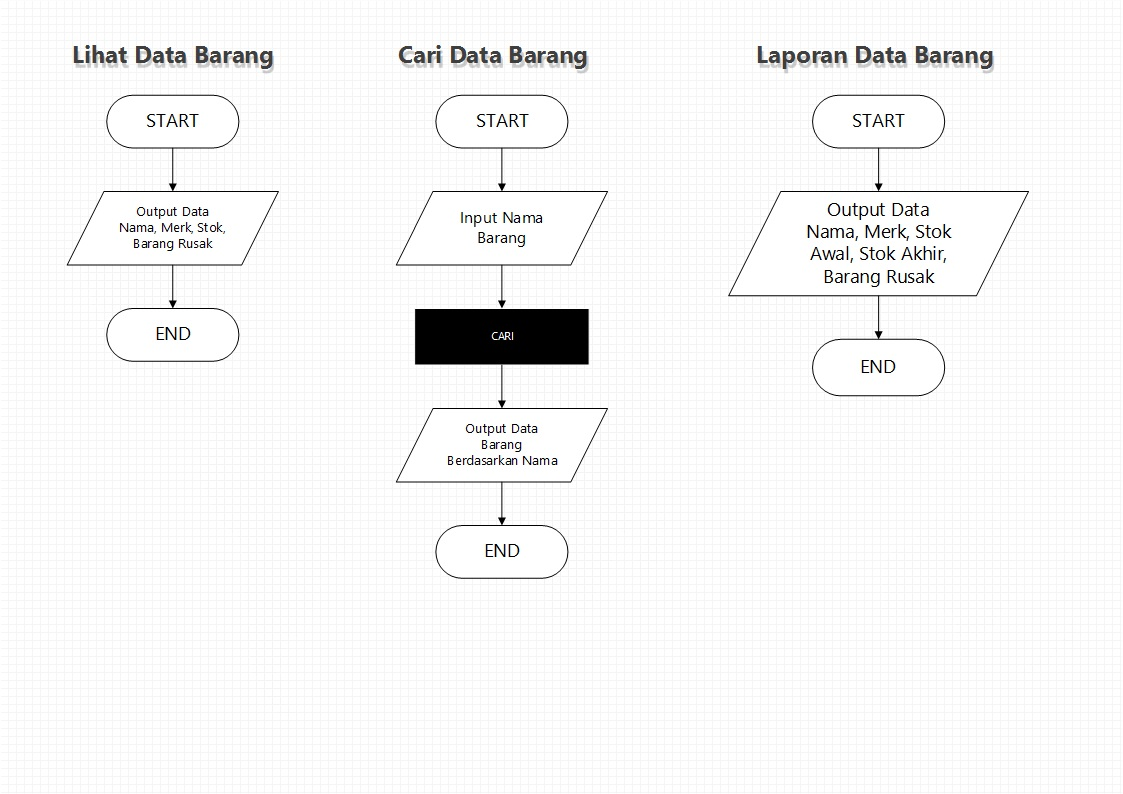 Lihat Data Barang
START
Output Data
Nama, Merk, Stok,
Barang Rusak
END
Cari Data Barang
START
Input Nama
Barang
CARI
Output Data
Barang
Berdasarkan Nama
END
Laporan Data Barang
START
Output Data
Nama, Merk, Stok
Awal, Stok Akhir,
Barang Rusak
END